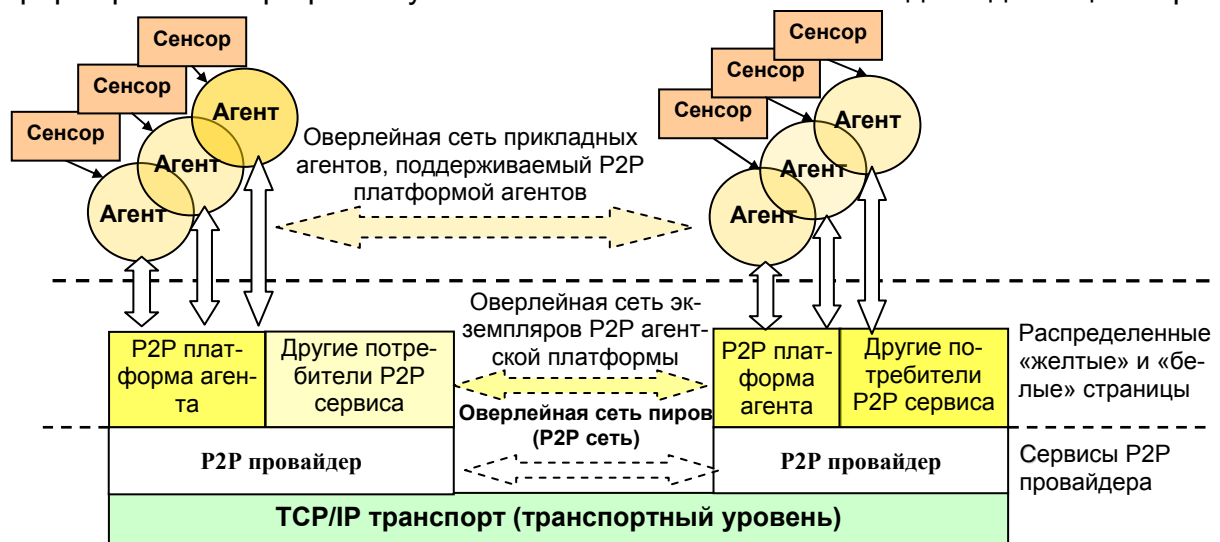 Сенсор
Сенсор
Сенсор
Агент
Агент
Агент
Оверлейная сеть прикладных
агентов, поддерживаемый P2P
платформой агентов
Сенсор
Сенсор
Сенсор
Агент
Агент
Агент
Оверлейная сеть эк-
земпляров P2P агент-
ской платформы
P2P плат-
форма аген-
та
Другие потре-
бители P2P
сервиса
P2P плат-
форма
агента
Другие по-
требители
P2P сервиса
Распределенные
«желтые» и «бе-
лые» страницы
Оверлейная сеть пиров
(P2P сеть)
P2P провайдер
P2P провайдер
Сервисы P2P
провайдера
TCP/IP транспорт (транспортный уровень)